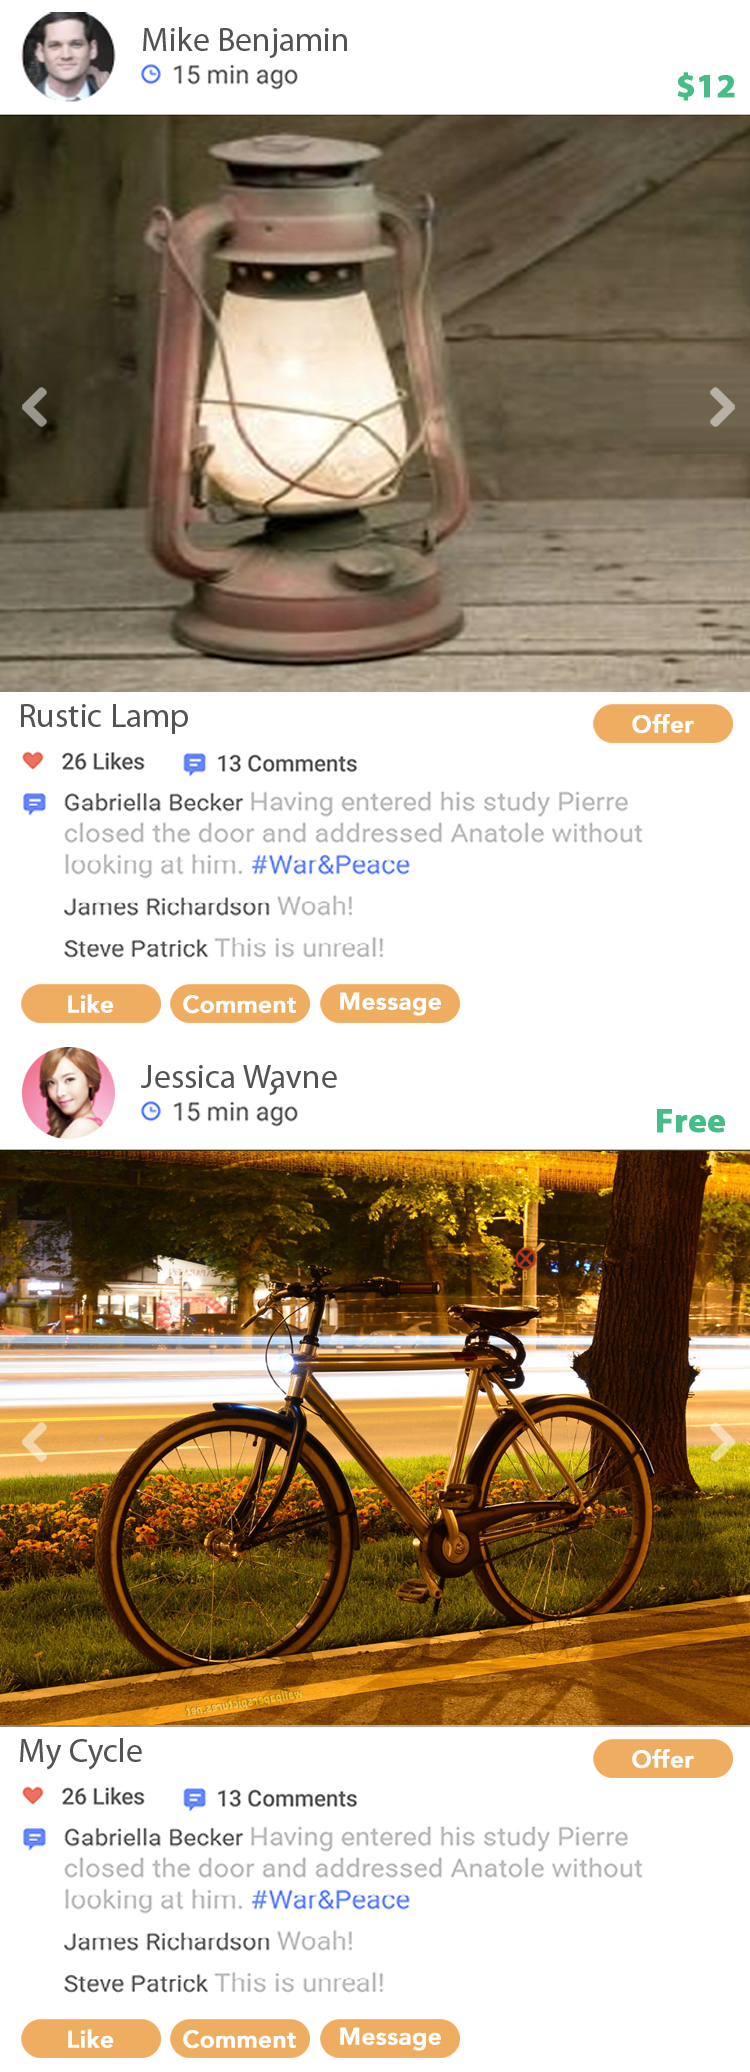 Mike Benjamin
15 min ago
$12
Rustic Lamp
Offer
26 Likes
13 Comments
Gabriella Becker Having entered his study Pierre
closed the door and addressed Anatole without
looking at him. #War&Peace
James Richardson Woah!
Steve Patrick This is unreal!
Like
Comment
Message
Jessica Wayne
15 min ago
Free
My Cycle
Offer
26 Likes
13 Comments
Gabriella Becker Having entered his study Pierre
closed the door and addressed Anatole without
looking at him. #War&Peace
James Richardson Woah!
Steve Patrick This is unreal!
Like
Comment
Message